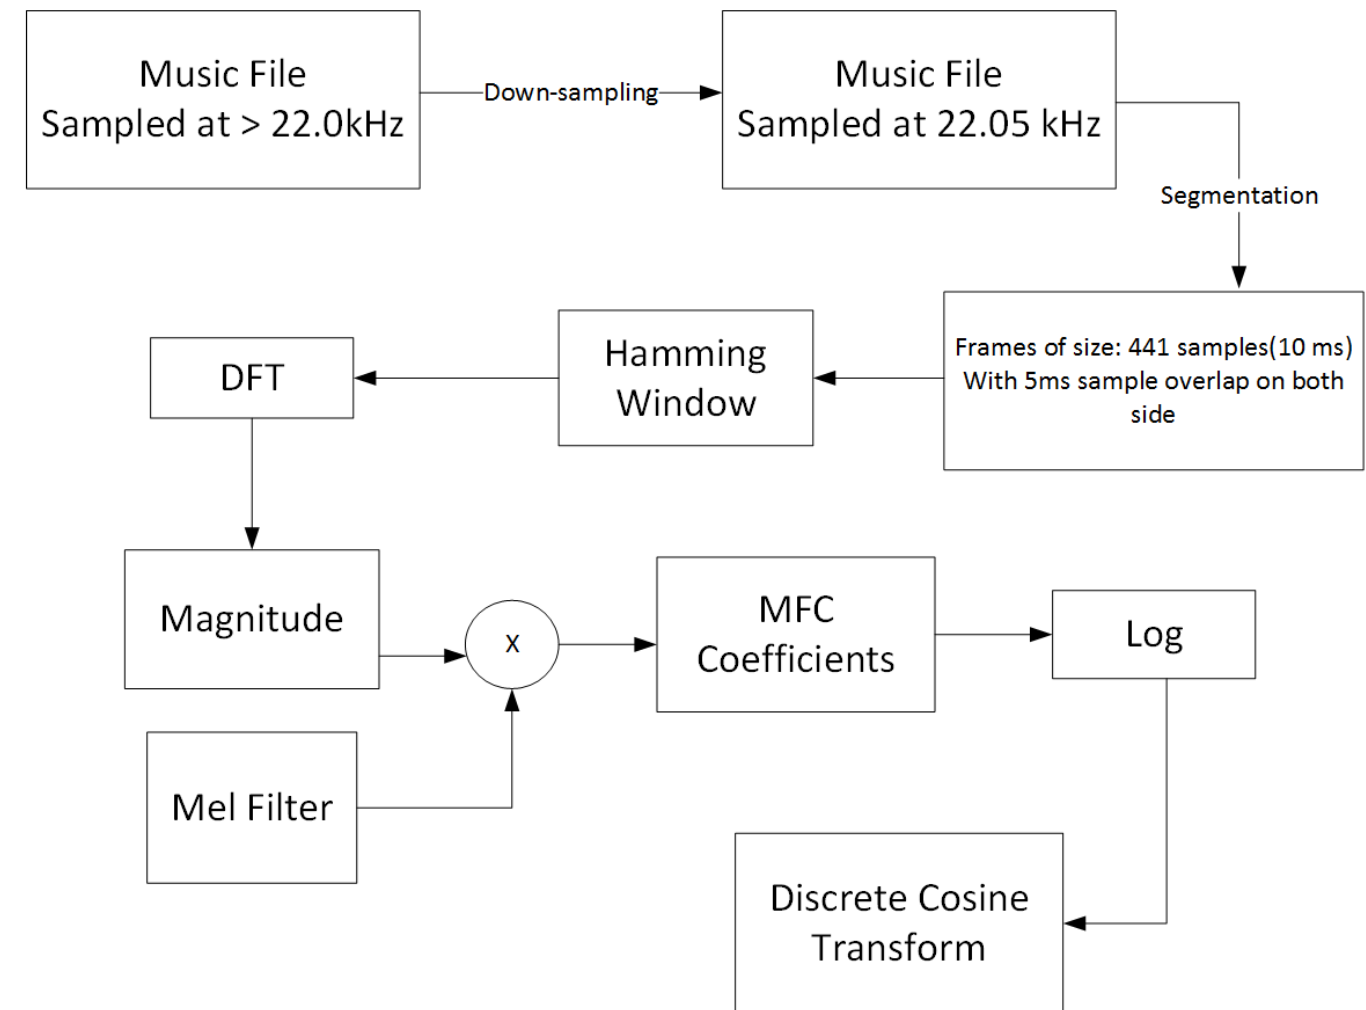 Music File
Sampled at > 22.0kHz
Down-sampling
Music File
Sampled at 22.05 kHz
Segmentation
Frames of size: 441 samples(10 ms)
With 5ms sample overlap on both
side
Hamming
Window
DFT
Magnitude
X
Mel Filter
MFC
Coefficients
Log
Discrete Cosine
Transform